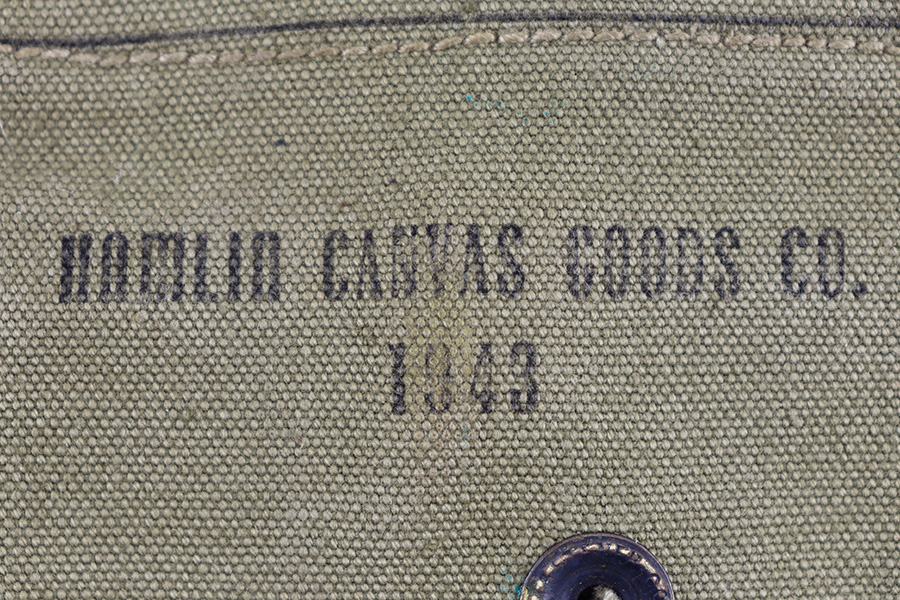 HAMLIN CANVAS GOODS CO.
1943